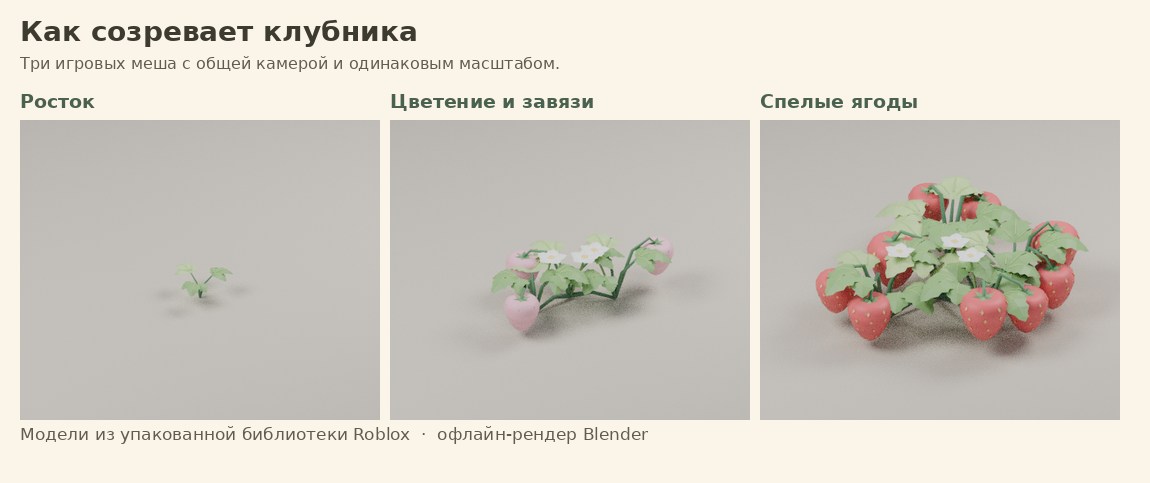 Как созревает клубника
Три игровых меша с общей камерой и одинаковым масштабом.
Росток
Цветение и завязи
Спелые ягоды
Модели из упакованной библиотеки Roblox · офлайн-рендер Blender